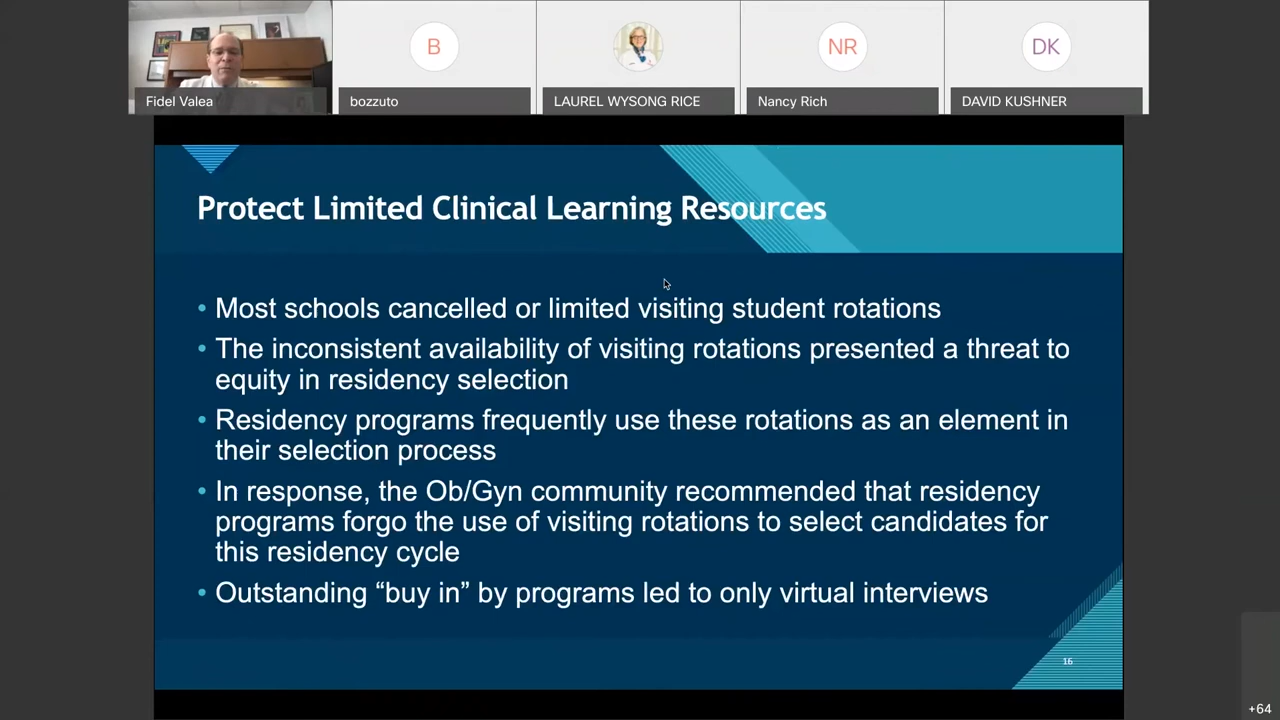 B
NR
DK
Fidel Valea
bozzuto
LAUREL WYSONG RICE
Nancy Rich
DAVID KUSHNER
Protect Limited Clinical Learning Resources
• Most schools cancelled or limited visiting student rotations
• The inconsistent availability of visiting rotations presented a threat to
equity in residency selection
• Residency programs frequently use these rotations as an element in
their selection process
• In response, the Ob/Gyn community recommended that residency
programs forgo the use of visiting rotations to select candidates for
this residency cycle
• Outstanding “buy in” by programs led to only virtual interviews
16
+64